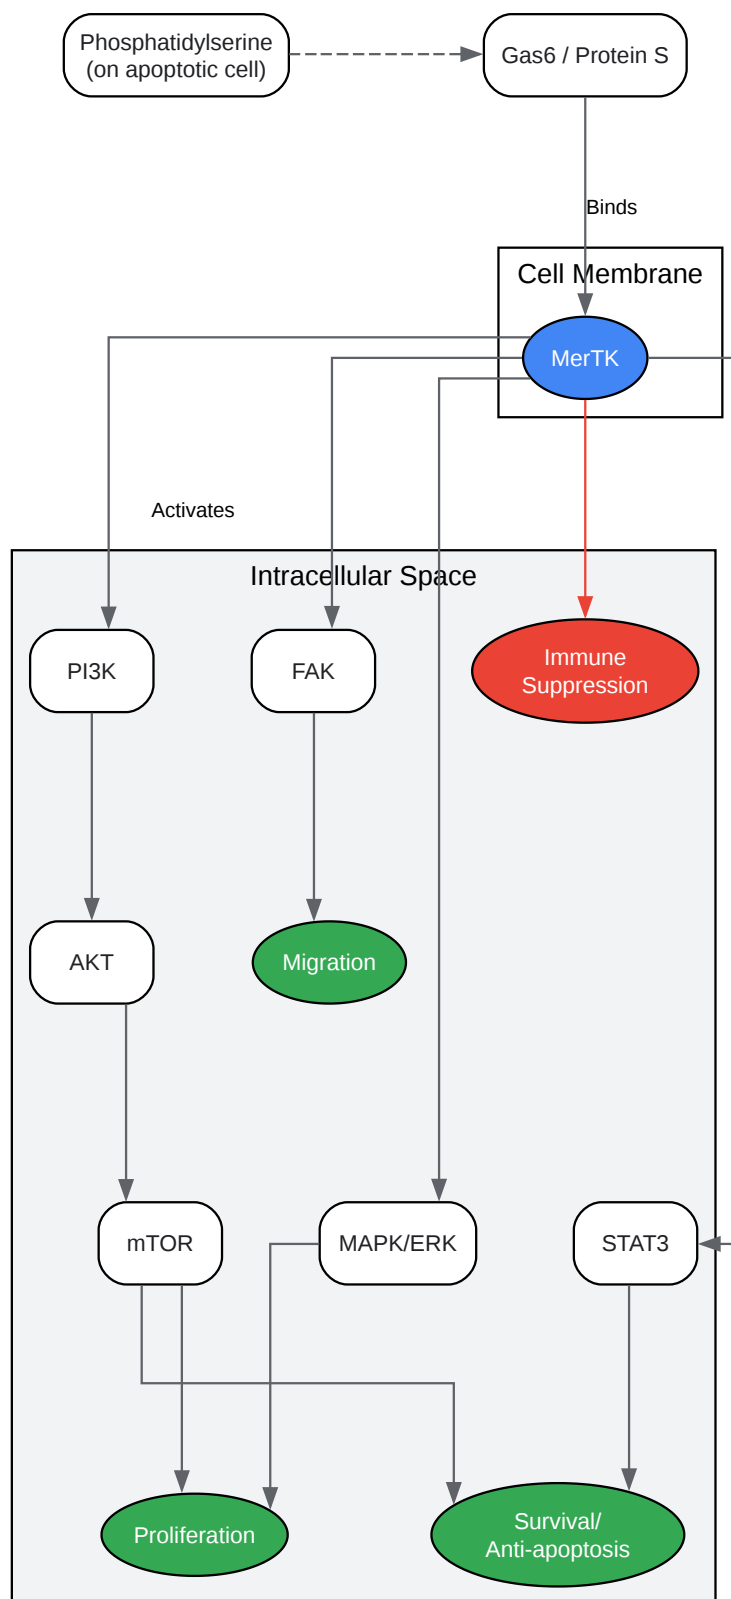 Phosphatidylserine
(on apoptotic cell)
Gas6 / Protein S
Binds
Cell Membrane
MerTK
Activates
Intracellular Space
PI3K
FAK
Immune
Suppression
AKT
Migration
mTOR
MAPK/ERK
STAT3
Proliferation
Survival/
Anti-apoptosis